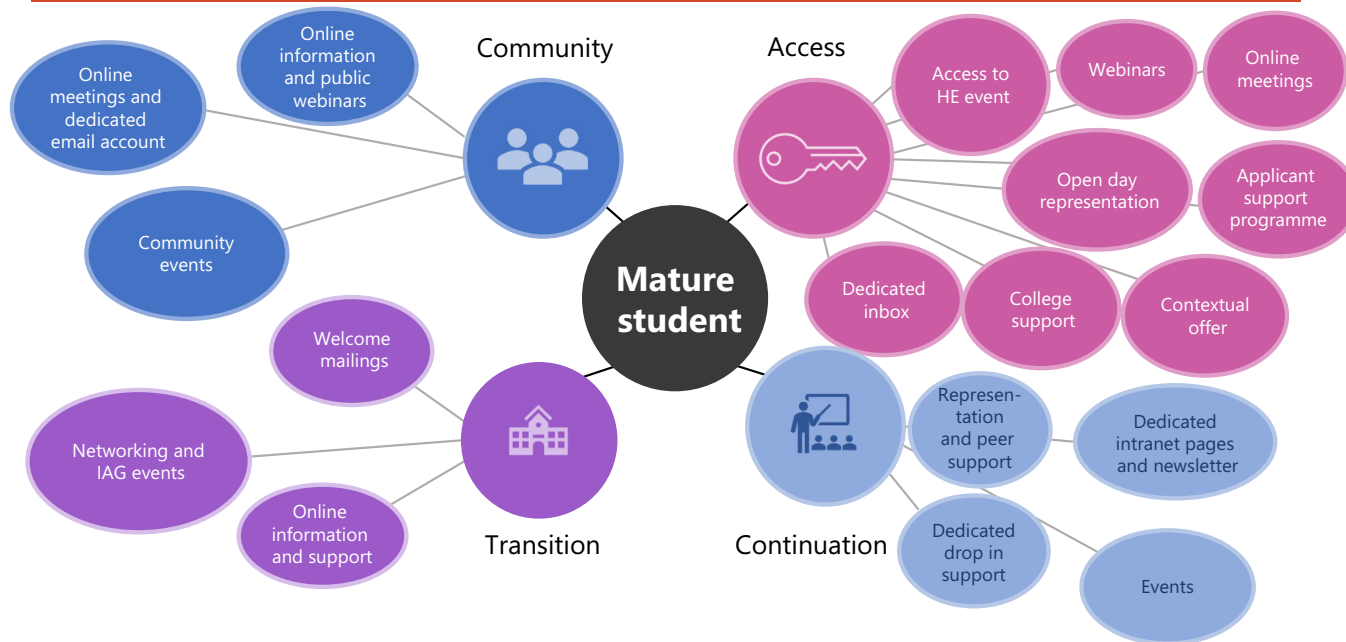 Community
Online
information
and public
webinars
Online
meetings and
dedicated
email account
Community
events
Access
Access to
HE event
Webinars
Online
meetings
Open day
representation
Applicant
support
programme
Dedicated
inbox
College
support
Contextual
offer
Mature
student
Welcome
mailings
Networking and
IAG events
Online
information
and support
Transition
Continuation
Represen-
tation
and peer
support
Dedicated
intranet pages
and newsletter
Dedicated
drop in
support
Events